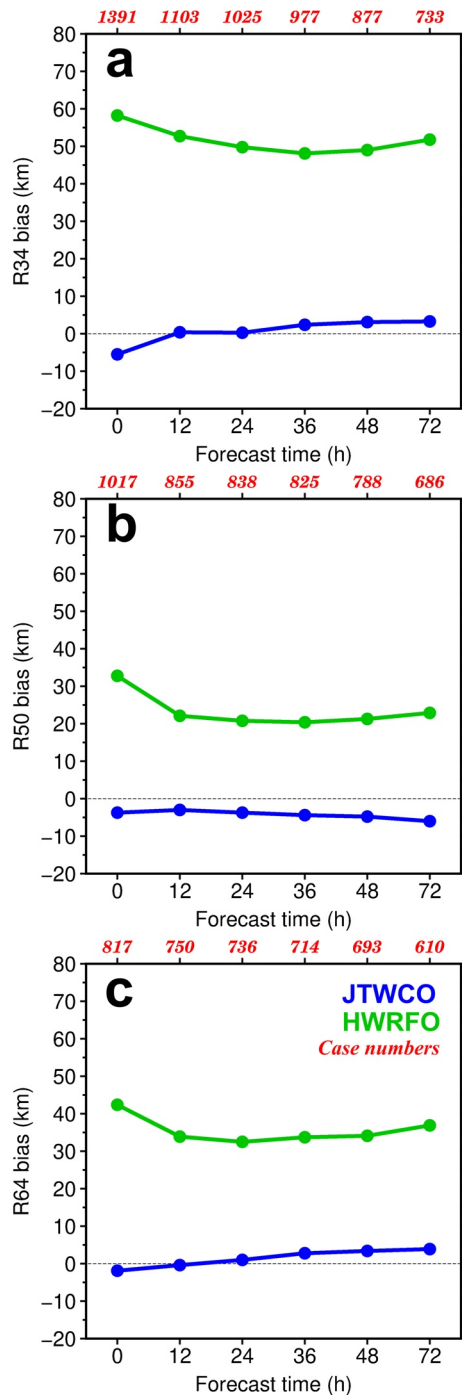 1391 1103 1025 977 877 733
a
80
70
60
50
40
30
20
10
0
−10
−20
R34 bias (km)
0 12 24 36 48 72
Forecast time (h)
1017 855 838 825 788 686
b
80
70
60
50
40
30
20
10
0
−10
−20
R50 bias (km)
0 12 24 36 48 72
Forecast time (h)
817 750 736 714 693 610
c
JTWCO
HWRFO
Case numbers
80
70
60
50
40
30
20
10
0
−10
−20
R64 bias (km)
0 12 24 36 48 72
Forecast time (h)